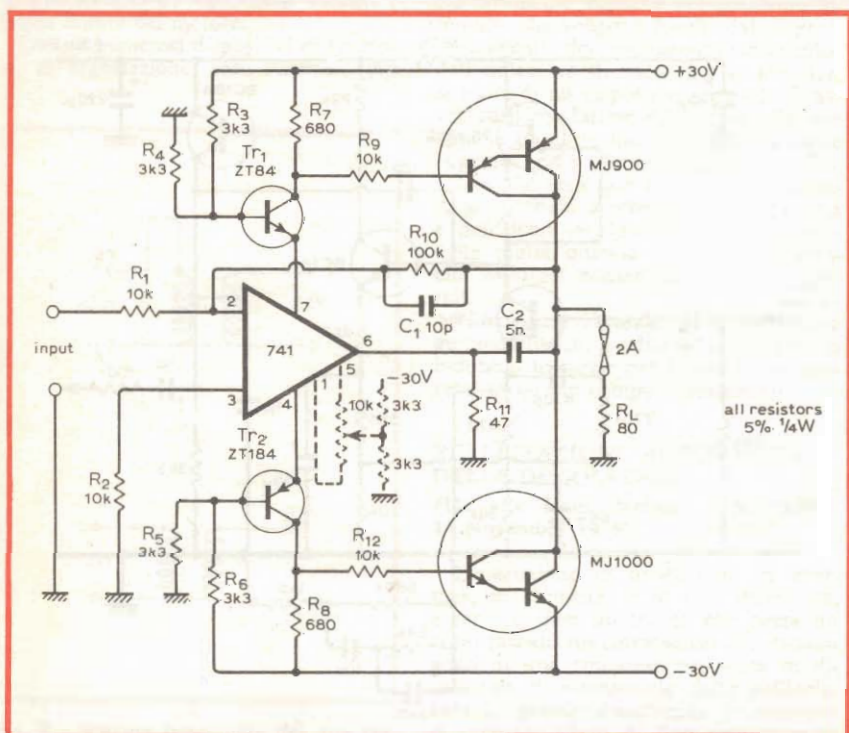 +30V
R3
3k3
R7
680
R4
3k3
R9
10k
Tr1
ZT84
MJ900
R10
100k
R1
10k
C1 10p
2
7
input
741
6
C2
5n
2A
3
4
1
5
-30V
10k
3k3
R11
47
RL
80
all resistors
5% ¼W
Tr2
ZT184
3k3
R2
10k
R5
3k3
R12
10k
MJ1000
R6
3k3
R8
680
-30V